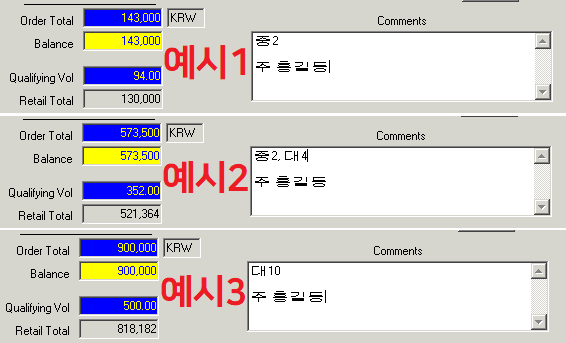 Order Total 143,000 KRW Comments
Balance 143,000 중2
예시1
Qualifying Vol 94.00 주 홍길동
Retail Total 130,000
Order Total 573,500 KRW Comments
Balance 573,500 중2, 대4
예시2
Qualifying Vol 352.00 주 홍길동
Retail Total 521,364
Order Total 900,000 KRW Comments
Balance 900,000 대10
예시3
Qualifying Vol 500.00 주 홍길동
Retail Total 818,182